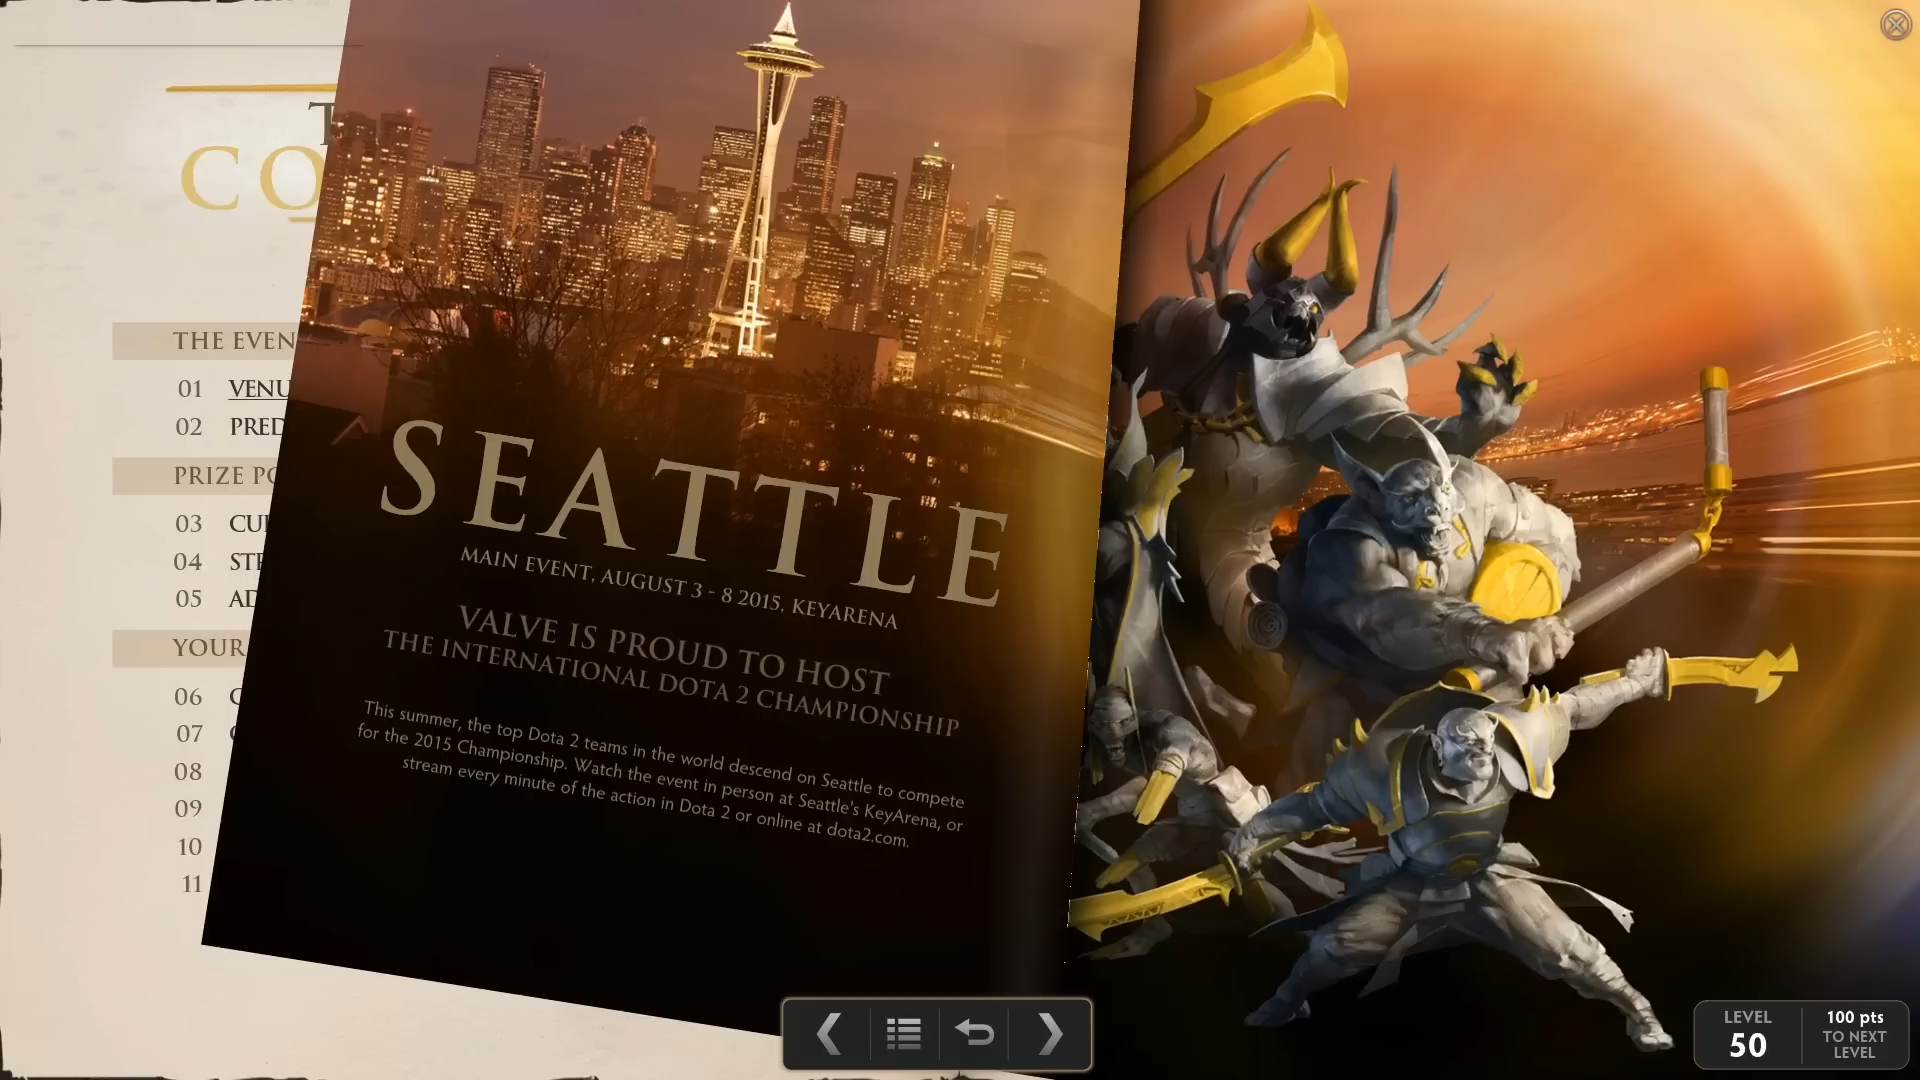 T
CO
THE EVEN
01 VENU
02 PRED
PRIZE PO
03 CU
04 STR
05 AD
YOUR
06 C
07
08
09
10
11
SEATTLE
MAIN EVENT, AUGUST 3 - 8 2015, KEYARENA
VALVE IS PROUD TO HOST
THE INTERNATIONAL DOTA 2 CHAMPIONSHIP
This summer, the top Dota 2 teams in the world descend on Seattle to compete
for the 2015 Championship. Watch the event in person at Seattle's KeyArena, or
stream every minute of the action in Dota 2 or online at dota2.com.
LEVEL
50
100 pts
TO NEXT
LEVEL